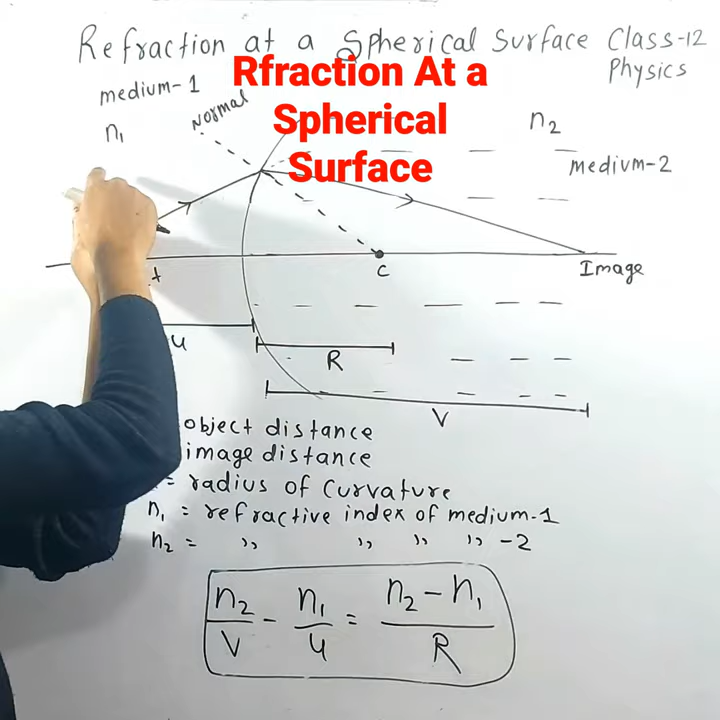 Refraction at a Spherical Surface Class-12
Physics
Rfraction At a
Spherical
Surface
medium-1
n₁
Normal
n₂
medium-2
t
C
Image
u
R
V
object distance
image distance
= radius of curvature
n₁ = refractive index of medium-1
n₂ = ,, ,, ,, ,, -2
n₂/V - n₁/u = n₂-n₁/R